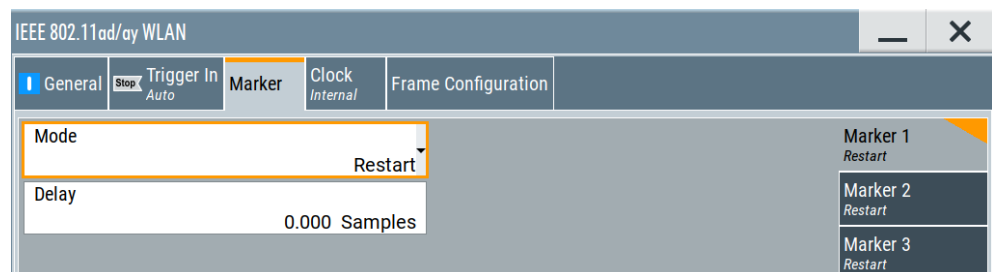 IEEE 802.11ad/ay WLAN
General
Stop
Trigger In
Auto
Marker
Clock
Internal
Frame Configuration
Mode
Restart
Delay
0.000 Samples
Marker 1
Restart
Marker 2
Restart
Marker 3
Restart